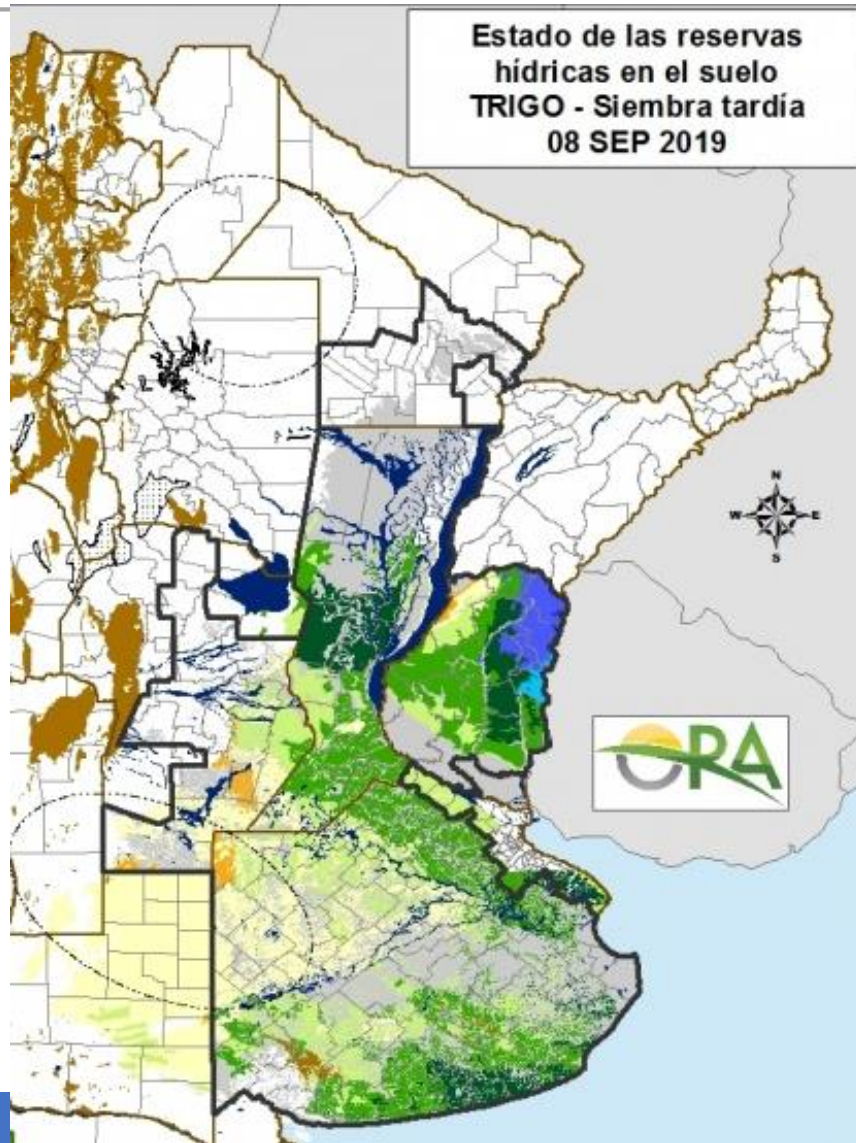 Estado de las reservas
hídricas en el suelo
TRIGO - Siembra tardía
08 SEP 2019
N
W E
S
ORA